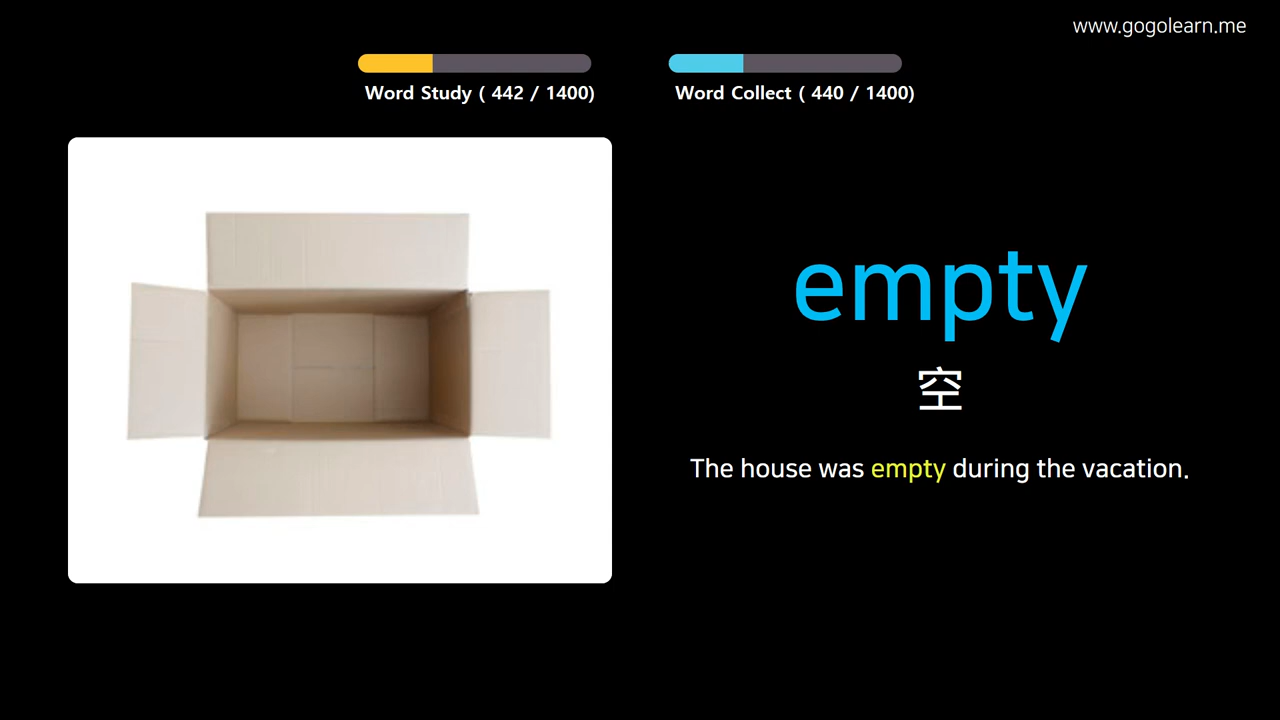 www.gogolearn.me
Word Study ( 442 / 1400)
Word Collect ( 440 / 1400)
empty
空
The house was empty during the vacation.